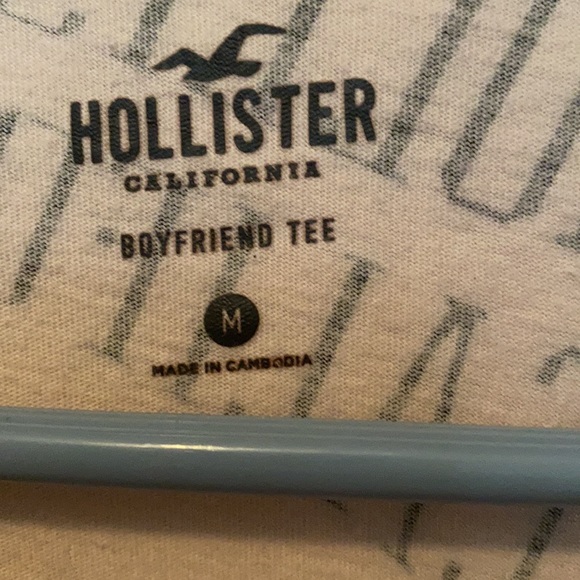 HOLLISTER
CALIFORNIA
BOYFRIEND TEE
M
MADE IN CAMBODIA